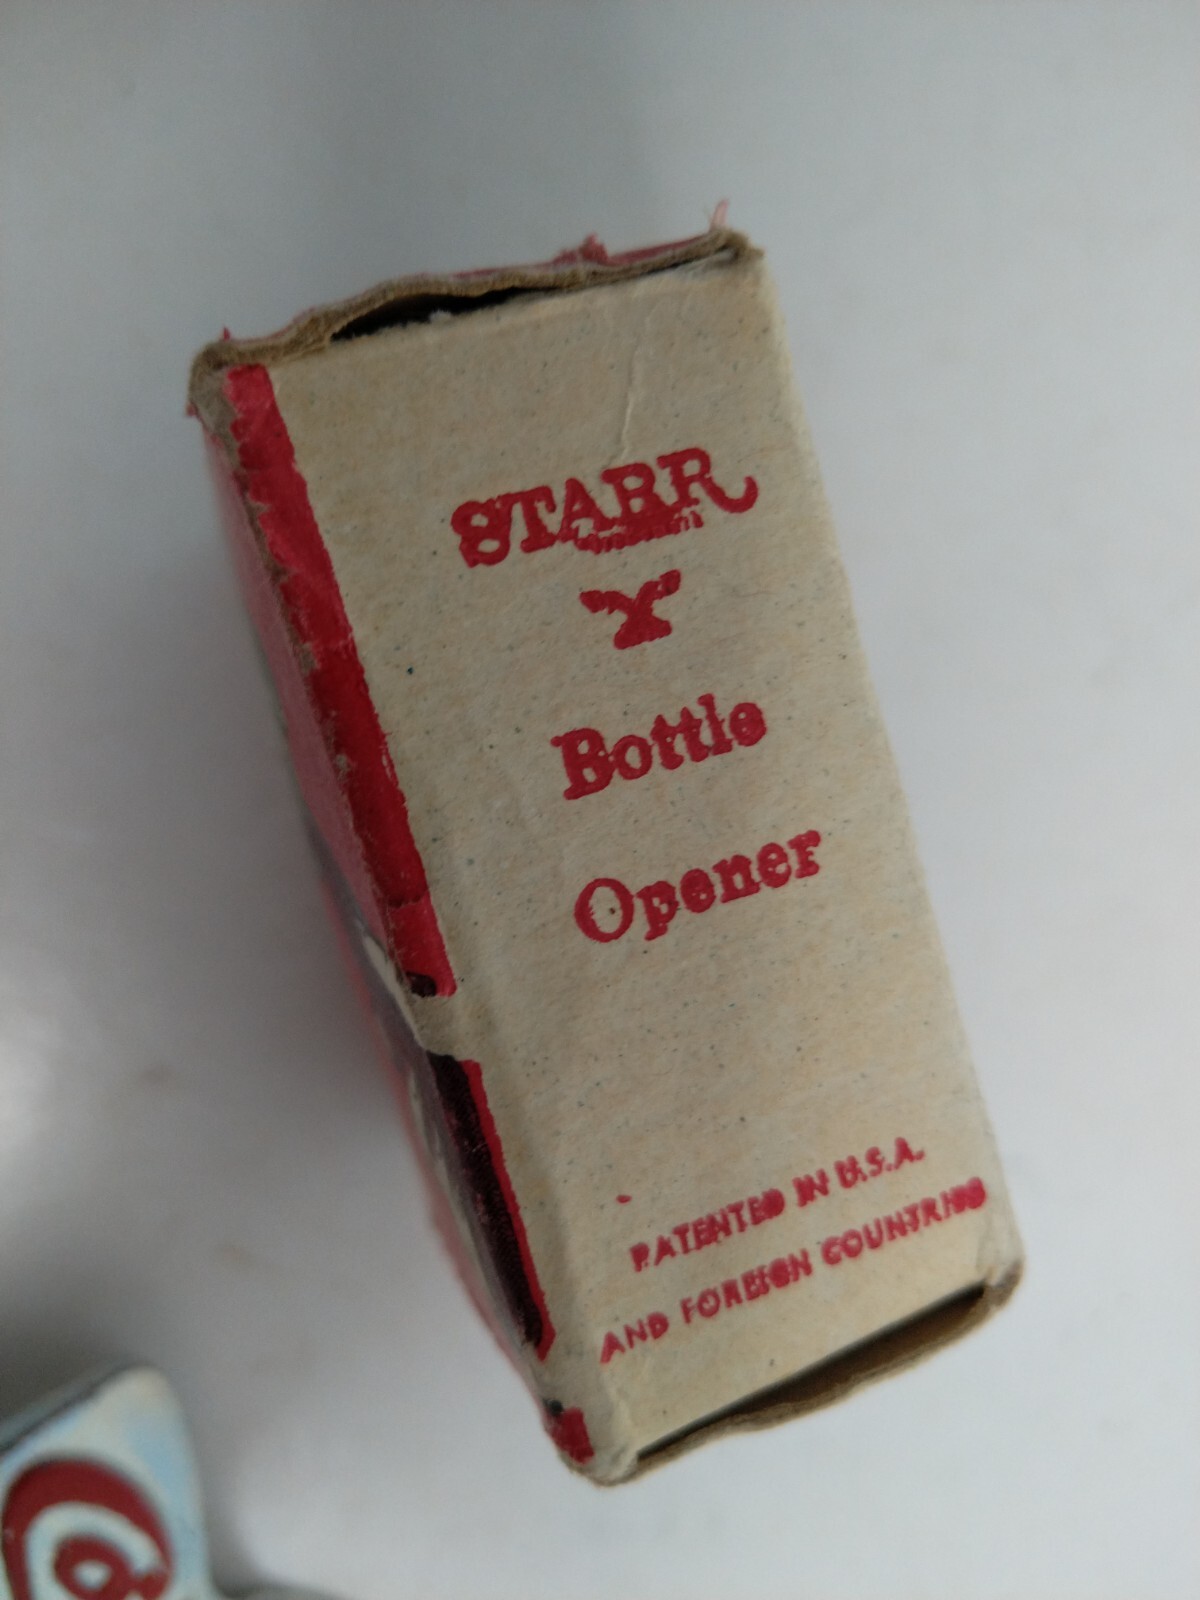 STARR
"X"
Bottle
Opener
PATENTED IN U.S.A.
AND FOREIGN COUNTRIES